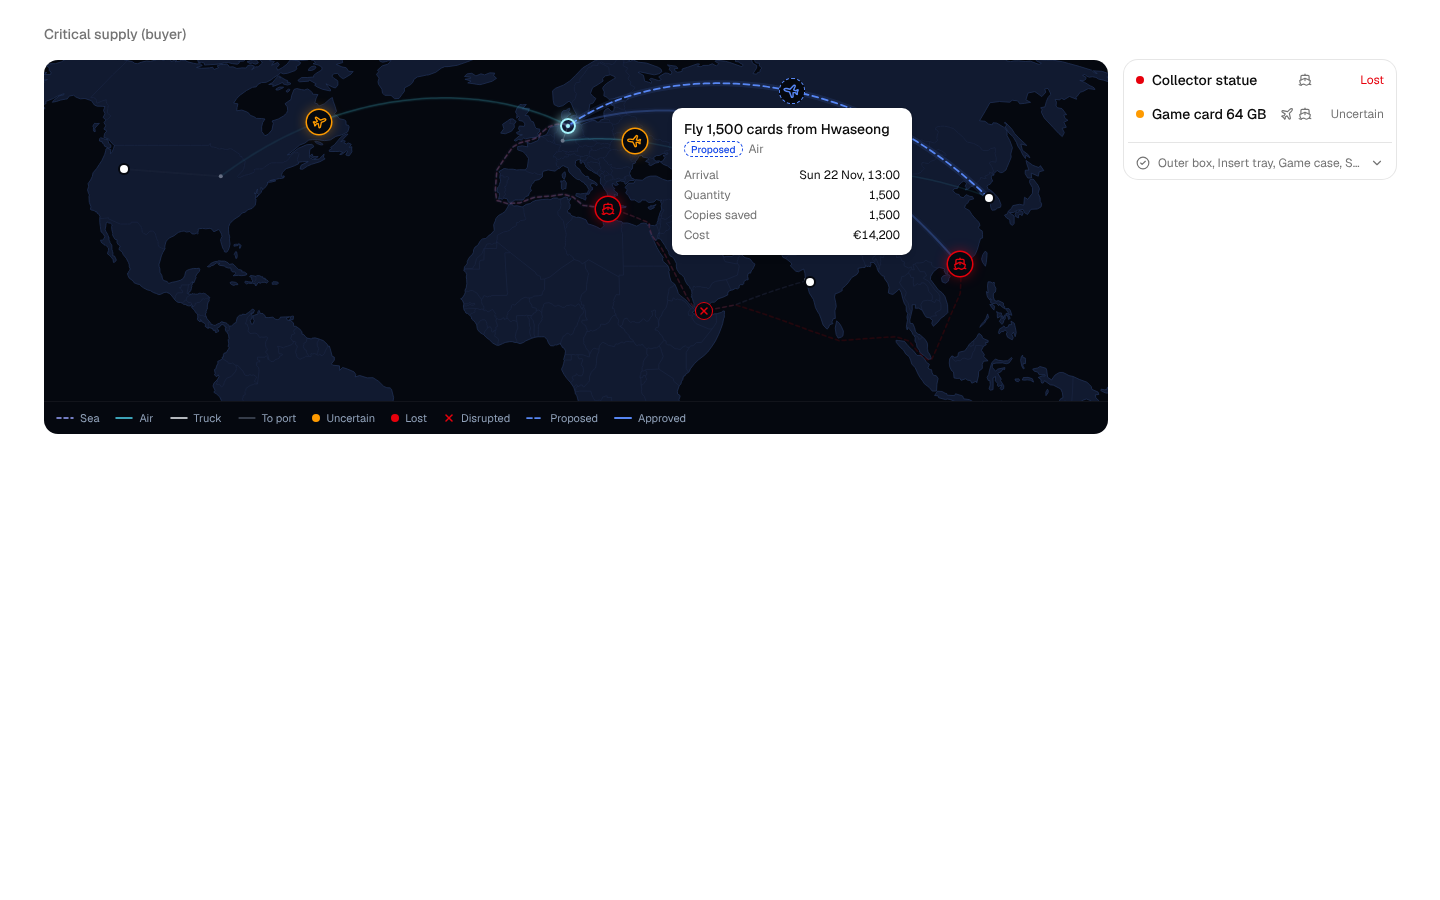 Critical supply (buyer)
Fly 1,500 cards from Hwaseong
Proposed Air
Arrival Sun 22 Nov, 13:00
Quantity 1,500
Copies saved 1,500
Cost €14,200
Sea Air Truck To port Uncertain Lost Disrupted Proposed Approved
Collector statue Lost
Game card 64 GB Uncertain
Outer box, Insert tray, Game case, S...